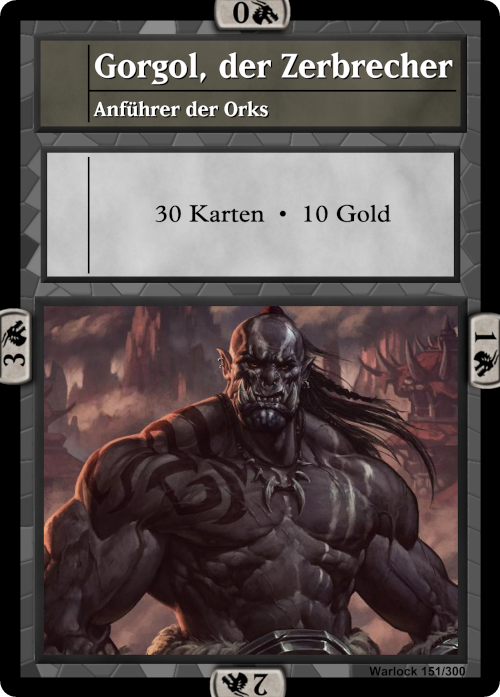 0
Gorgol, der Zerbrecher
Anführer der Orks
30 Karten • 10 Gold
3
1
Warlock 151/300
2